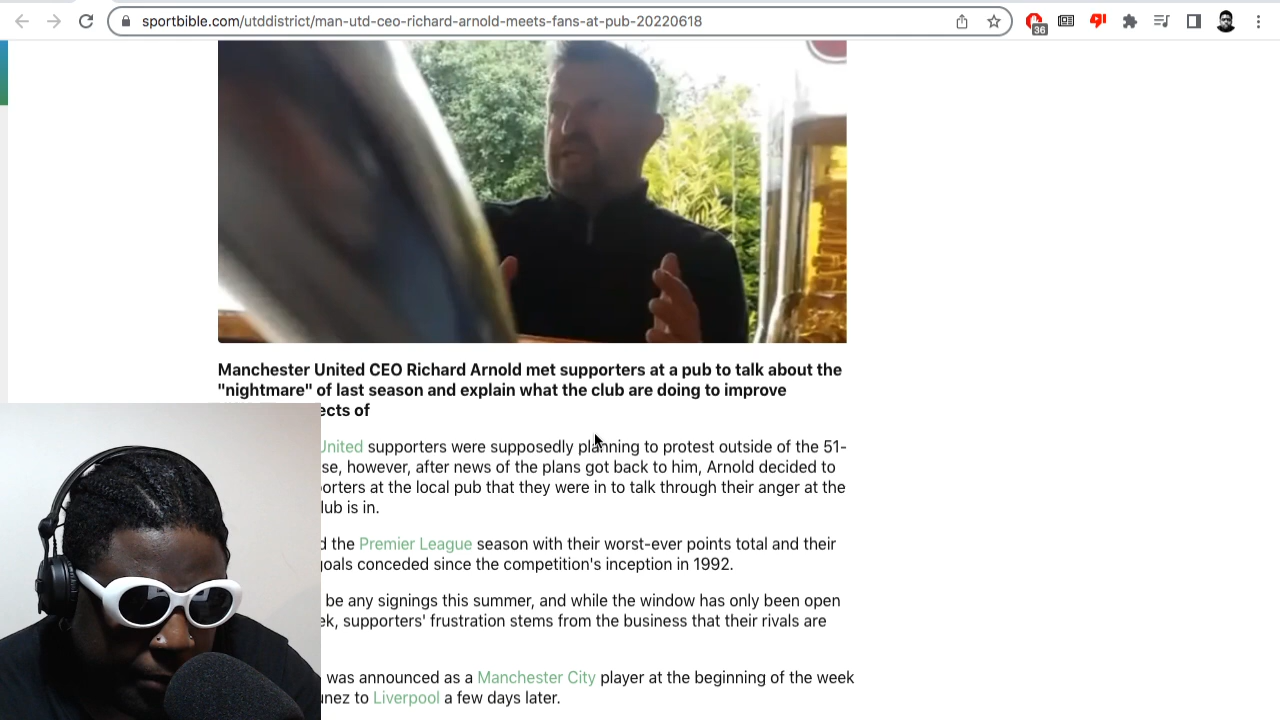 sportbible.com/utddistrict/man-utd-ceo-richard-arnold-meets-fans-at-pub-20220618
36
Manchester United CEO Richard Arnold met supporters at a pub to talk about the
"nightmare" of last season and explain what the club are doing to improve
ects of
United supporters were supposedly planning to protest outside of the 51-
se, however, after news of the plans got back to him, Arnold decided to
orters at the local pub that they were in to talk through their anger at the
lub is in.
d the Premier League season with their worst-ever points total and their
goals conceded since the competition's inception in 1992.
be any signings this summer, and while the window has only been open
ek, supporters' frustration stems from the business that their rivals are
was announced as a Manchester City player at the beginning of the week
unez to Liverpool a few days later.